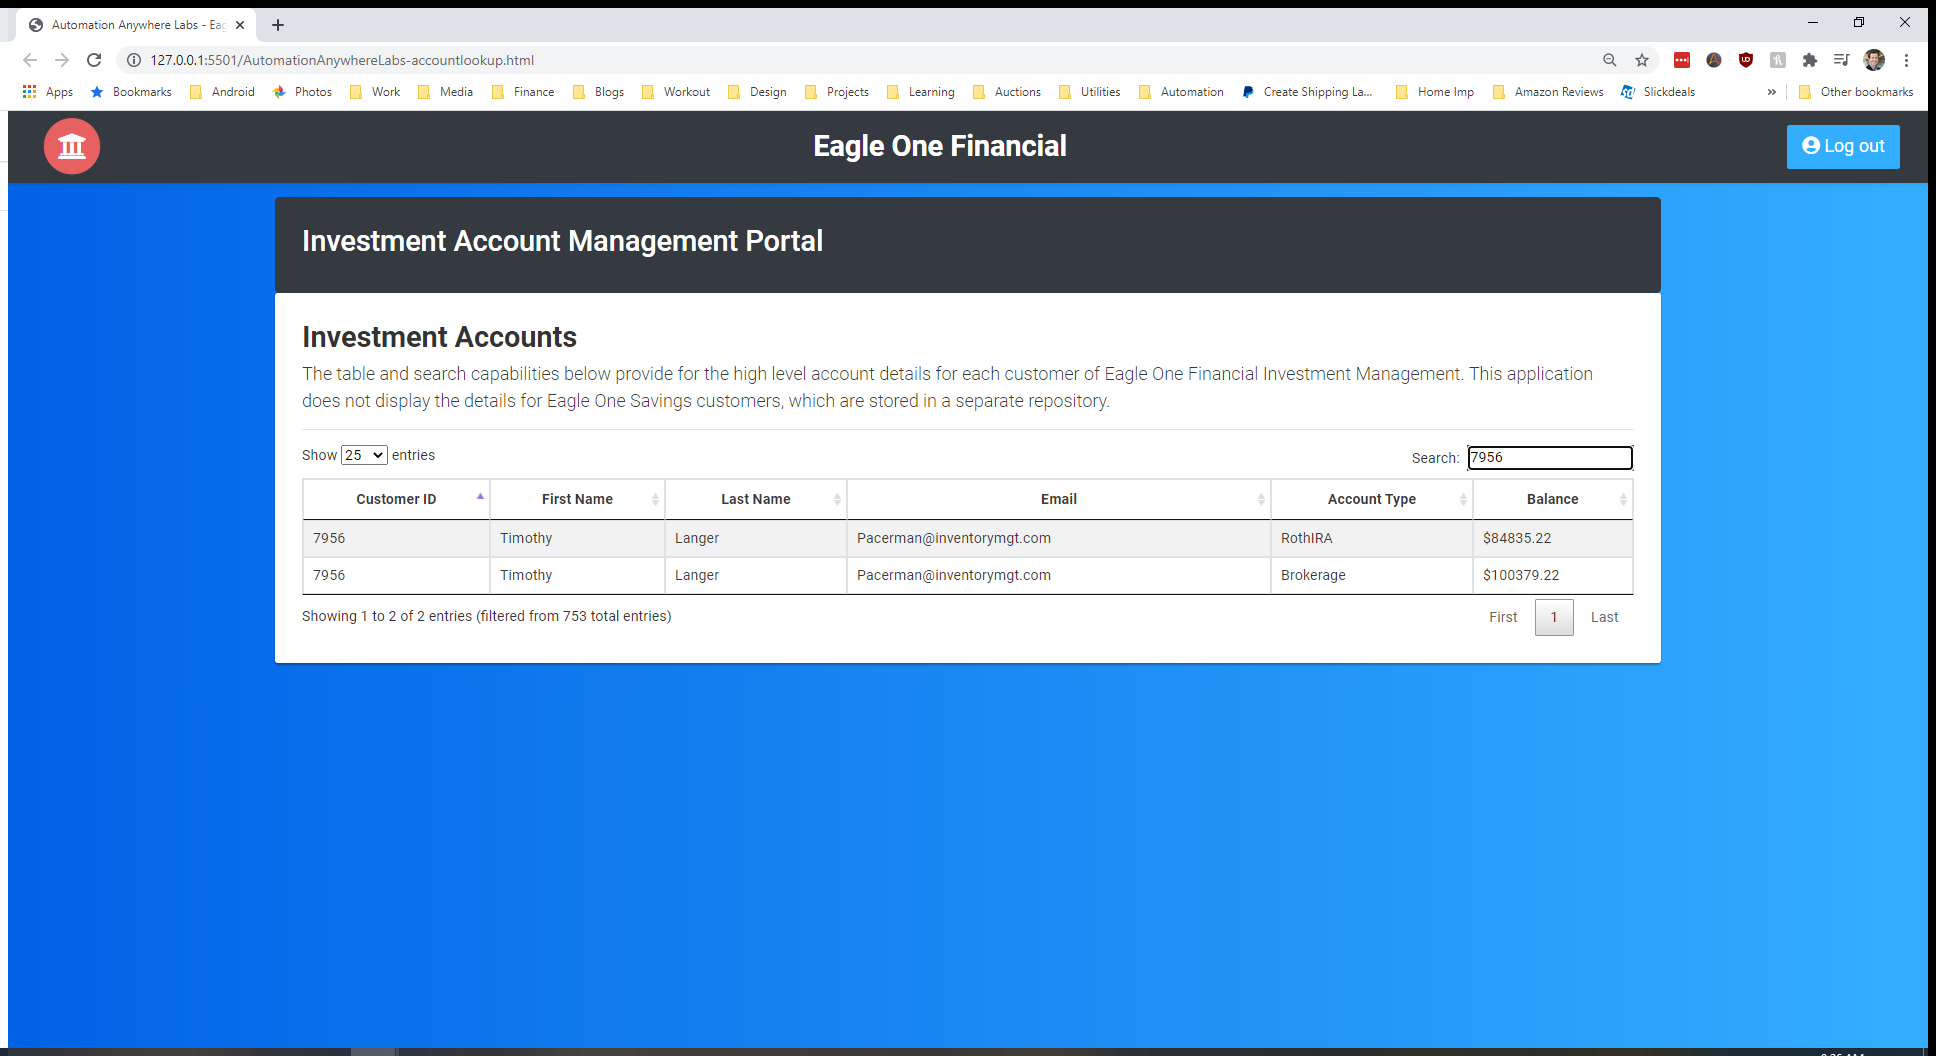 Automation Anywhere Labs - Eag
127.0.0.1:5501/AutomationAnywhereLabs-accountlookup.html
Apps Bookmarks Android Photos Work Media Finance Blogs Workout Design Projects Learning Auctions Utilities Automation Create Shipping La... Home Imp Amazon Reviews Slickdeals » Other bookmarks
Eagle One Financial
Log out
Investment Account Management Portal
Investment Accounts
The table and search capabilities below provide for the high level account details for each customer of Eagle One Financial Investment Management. This application
does not display the details for Eagle One Savings customers, which are stored in a separate repository.
Show 25 entries
Search: 7956
Customer ID First Name Last Name Email Account Type Balance
7956 Timothy Langer Pacerman@inventorymgt.com RothIRA $84835.22
7956 Timothy Langer Pacerman@inventorymgt.com Brokerage $100379.22
Showing 1 to 2 of 2 entries (filtered from 753 total entries)
First 1 Last